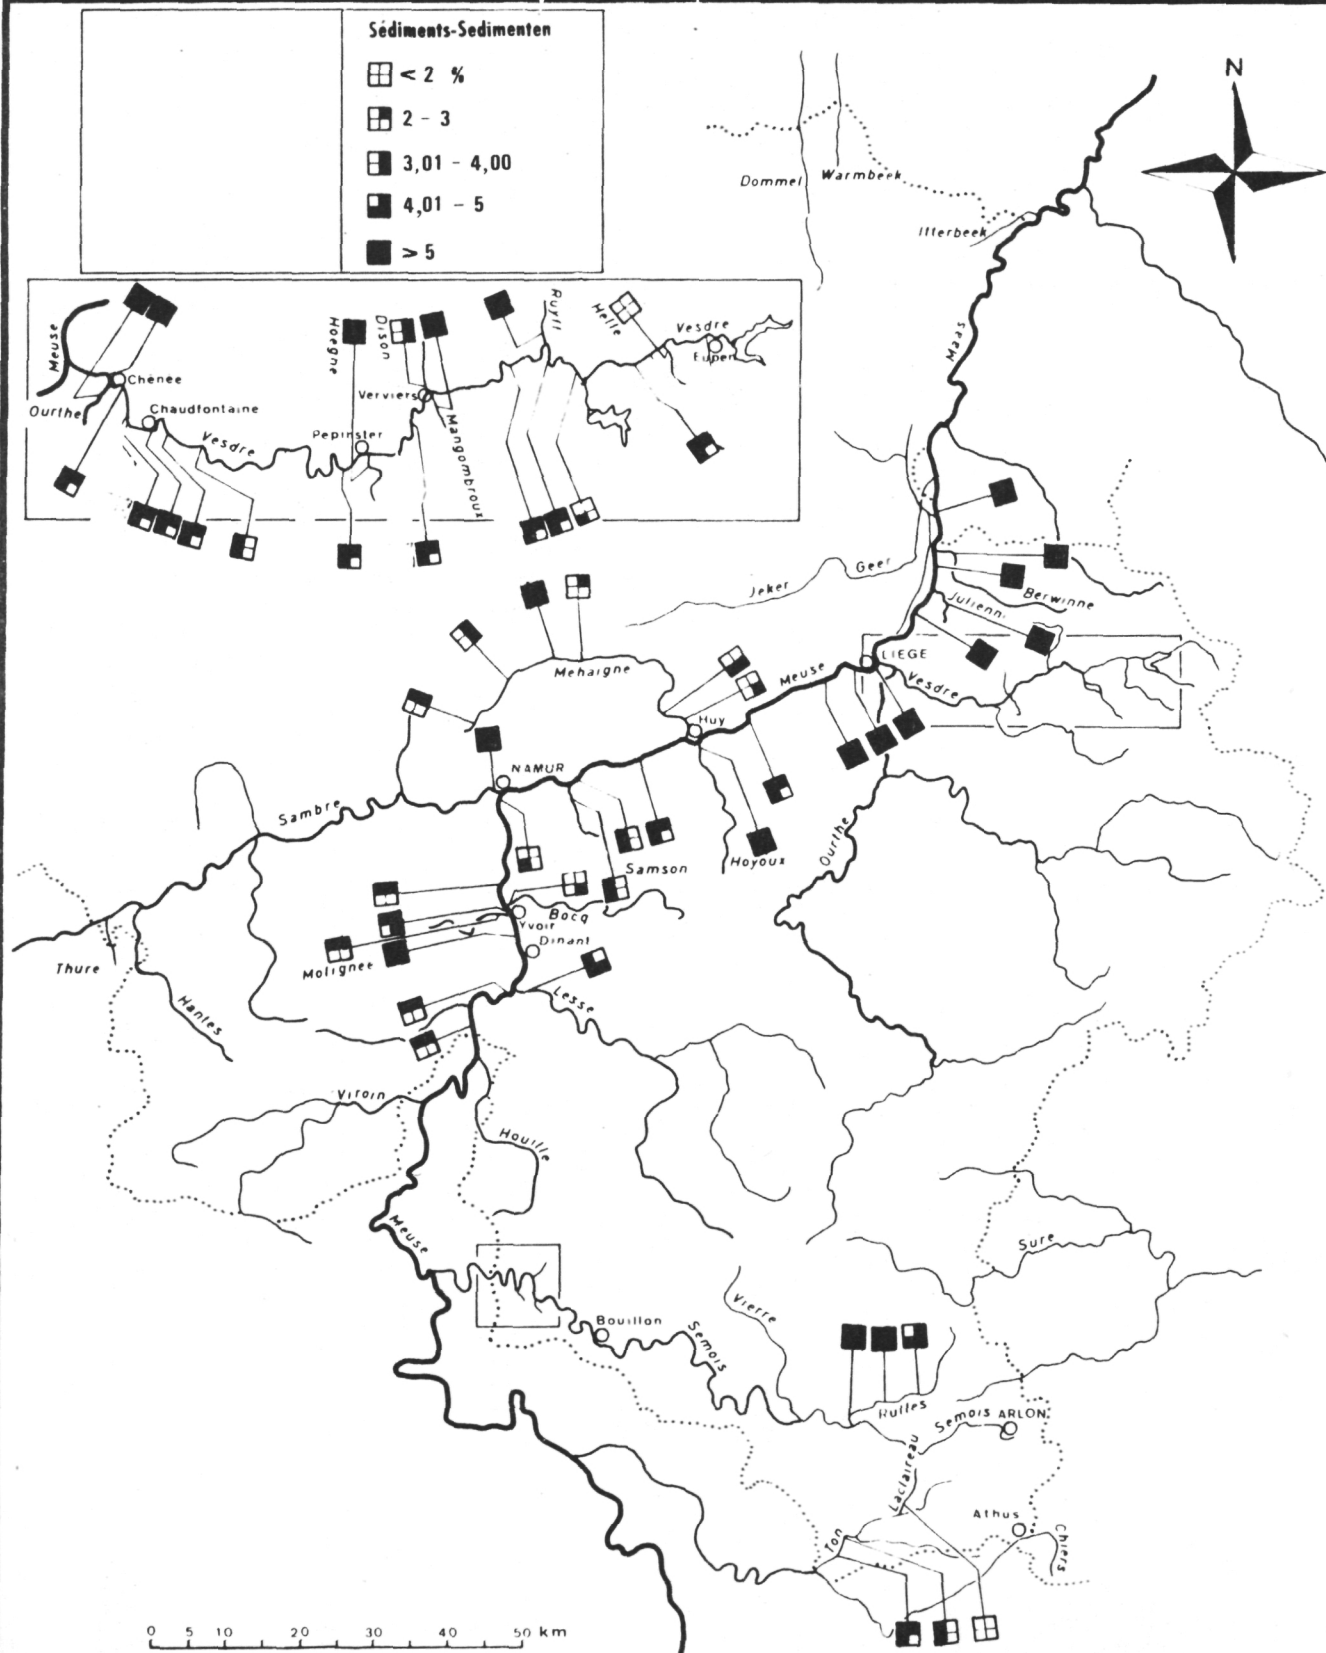 Sédiments-Sedimenten
< 2 %
2 - 3
3,01 - 4,00
4,01 - 5
> 5
N
Dommel
Warmbeek
Itterbeek
Maas
Meuse
Chênée
Ourthe
Chaudfontaine
Vesdre
Hoegne
Pepinster
Dison
Verviers
Mangombroux
Ruyff
Helle
Vesdre
Eupen
Jeker
Geer
Berwinne
Julienne
LIEGE
Vesdre
Mehaigne
Meuse
Huy
NAMUR
Sambre
Samson
Hoyoux
Ourthe
Bocq
Yvoir
Dinant
Molignée
Thure
Hantes
Lesse
Viroin
Houille
Meuse
Sure
Bouillon
Semois
Vierre
Rulles
Semois
ARLON
Laclaireau
Ton
Athus
Chiers
0 5 10 20 30 40 50 km